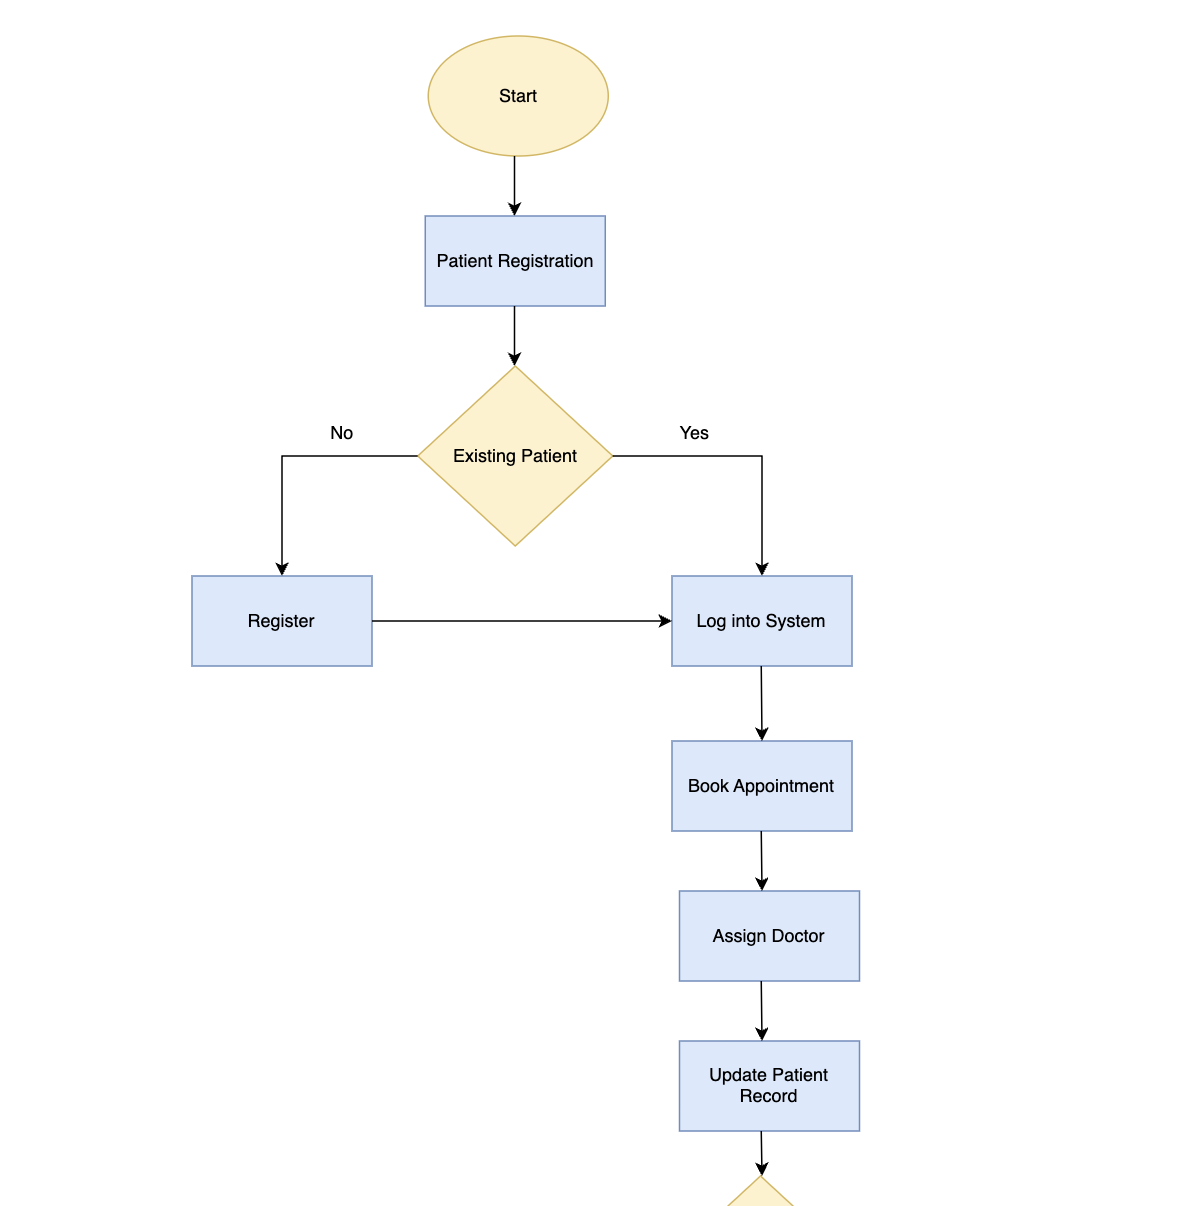 Start
Patient Registration
No
Yes
Existing Patient
Register
Log into System
Book Appointment
Assign Doctor
Update Patient
Record